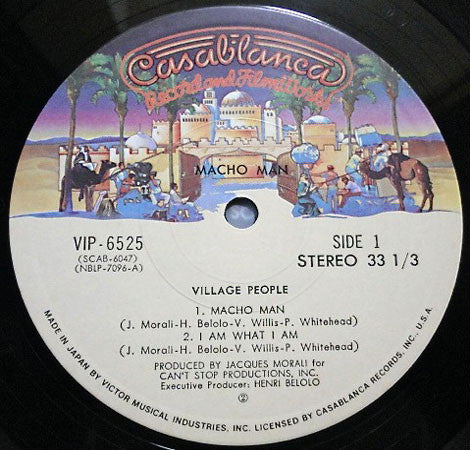 Casablanca
Record and FilmWorks
MACHO MAN
VIP-6525
(SCAB-6047)
(NBLP-7096-A)
SIDE 1
STEREO 33 1/3
VILLAGE PEOPLE
1. MACHO MAN
(J. Morali-H. Belolo-V. Willis-P. Whitehead)
2. I AM WHAT I AM
(J. Morali-H. Belolo-V. Willis-P. Whitehead)
PRODUCED BY JACQUES MORALI for
CAN'T STOP PRODUCTIONS, INC.
Executive Producer: HENRI BELOLO
Ⓟ
MADE IN JAPAN BY VICTOR MUSICAL INDUSTRIES, INC. LICENSED BY CASABLANCA RECORDS, INC., U.S.A.